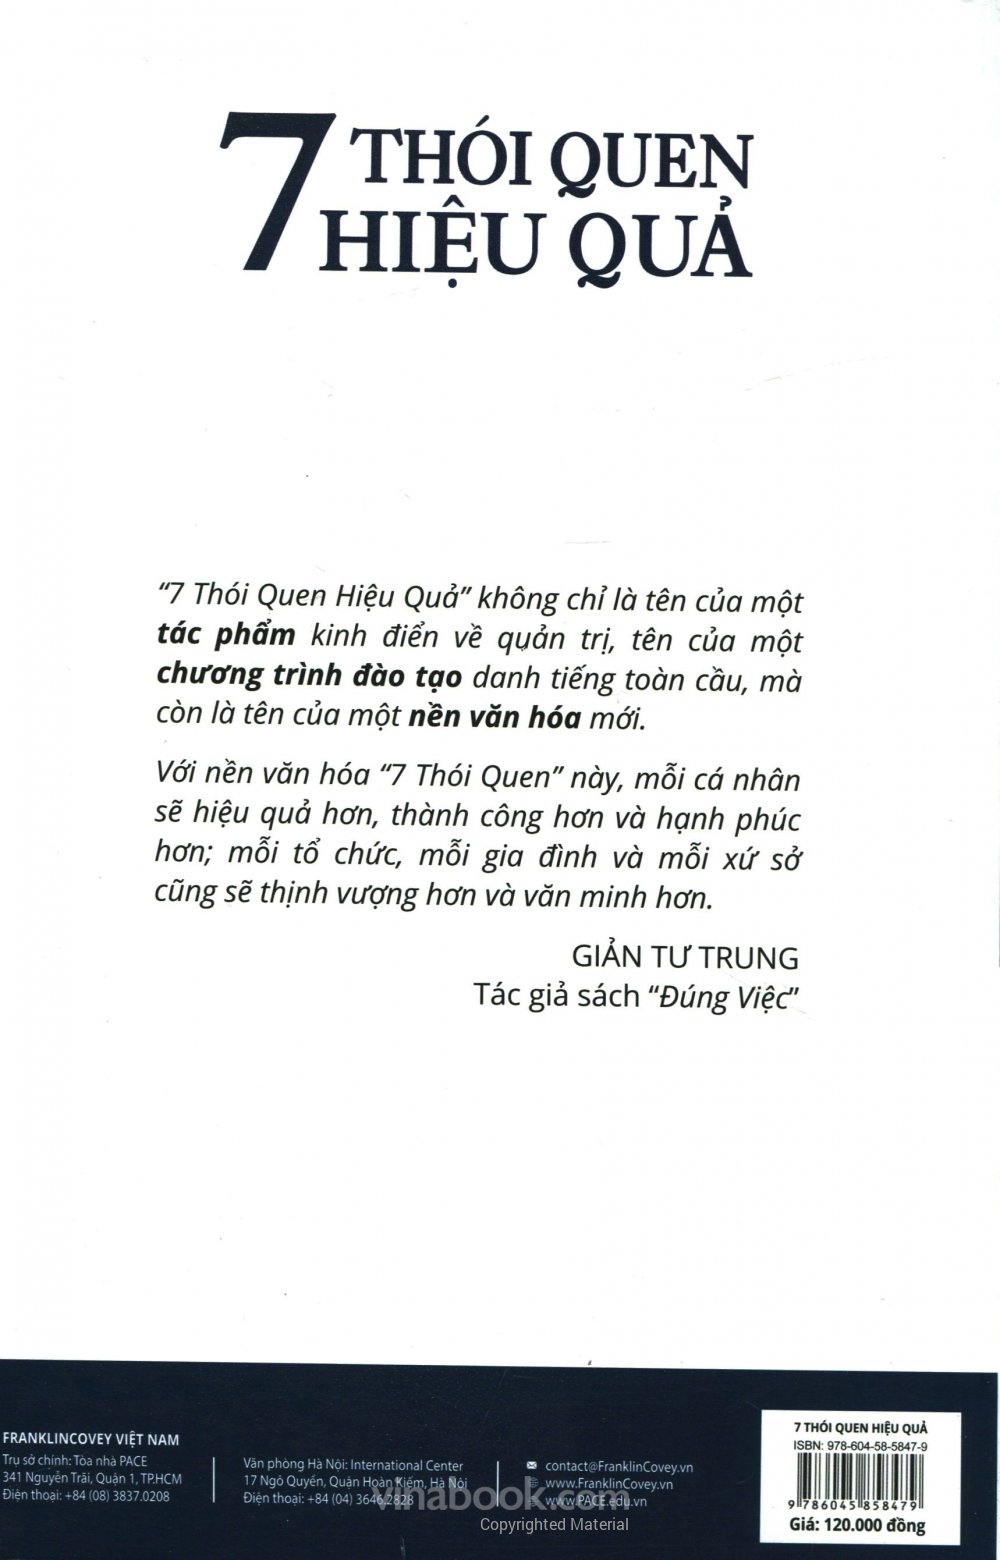 7 THÓI QUEN
HIỆU QUẢ
“7 Thói Quen Hiệu Quả” không chỉ là tên của một
tác phẩm kinh điển về quản trị, tên của một
chương trình đào tạo danh tiếng toàn cầu, mà
còn là tên của một nền văn hóa mới.
Với nền văn hóa “7 Thói Quen” này, mỗi cá nhân
sẽ hiệu quả hơn, thành công hơn và hạnh phúc
hơn; mỗi tổ chức, mỗi gia đình và mỗi xứ sở
cũng sẽ thịnh vượng hơn và văn minh hơn.
GIẢN TƯ TRUNG
Tác giả sách “Đúng Việc”
FRANKLINCOVEY VIỆT NAM
Trụ sở chính: Tòa nhà PACE
341 Nguyễn Trãi, Quận 1, TP.HCM
Điện thoại: +84 (08) 3837.0208
Văn phòng Hà Nội: International Center
17 Ngô Quyền, Quận Hoàn Kiếm, Hà Nội
Điện thoại: +84 (04) 3646.2828
contact@FranklinCovey.vn
www.FranklinCovey.vn
www.PACE.edu.vn
vinabook.com
Copyrighted Material
7 THÓI QUEN HIỆU QUẢ
ISBN: 978-604-58-5847-9
9 786045 858479
Giá: 120.000 đồng